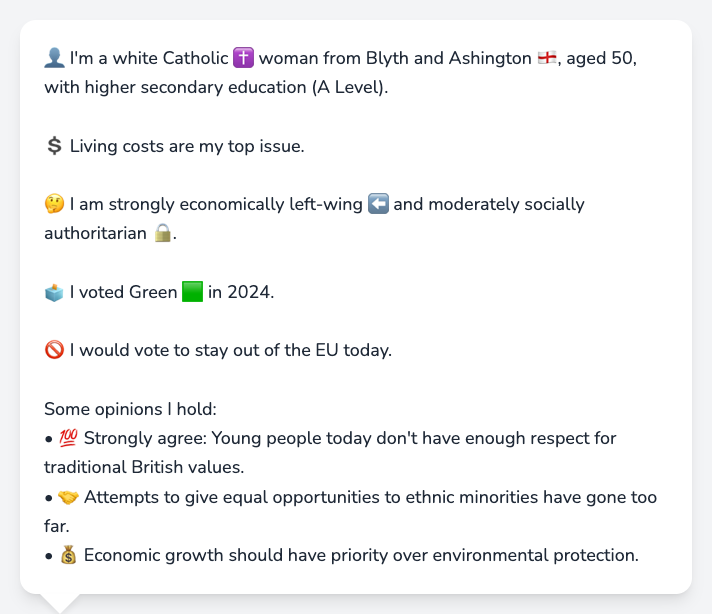 👤 I'm a white Catholic ✝️ woman from Blyth and Ashington 🏴󠁧󠁢󠁥󠁮󠁧󠁿, aged 50,
with higher secondary education (A Level).
💲 Living costs are my top issue.
🤔 I am strongly economically left-wing ⬅️ and moderately socially
authoritarian 🔒.
🗳️ I voted Green 🟩 in 2024.
🚫 I would vote to stay out of the EU today.
Some opinions I hold:
• 💯 Strongly agree: Young people today don't have enough respect for
traditional British values.
• 🤝 Attempts to give equal opportunities to ethnic minorities have gone too
far.
• 💰 Economic growth should have priority over environmental protection.